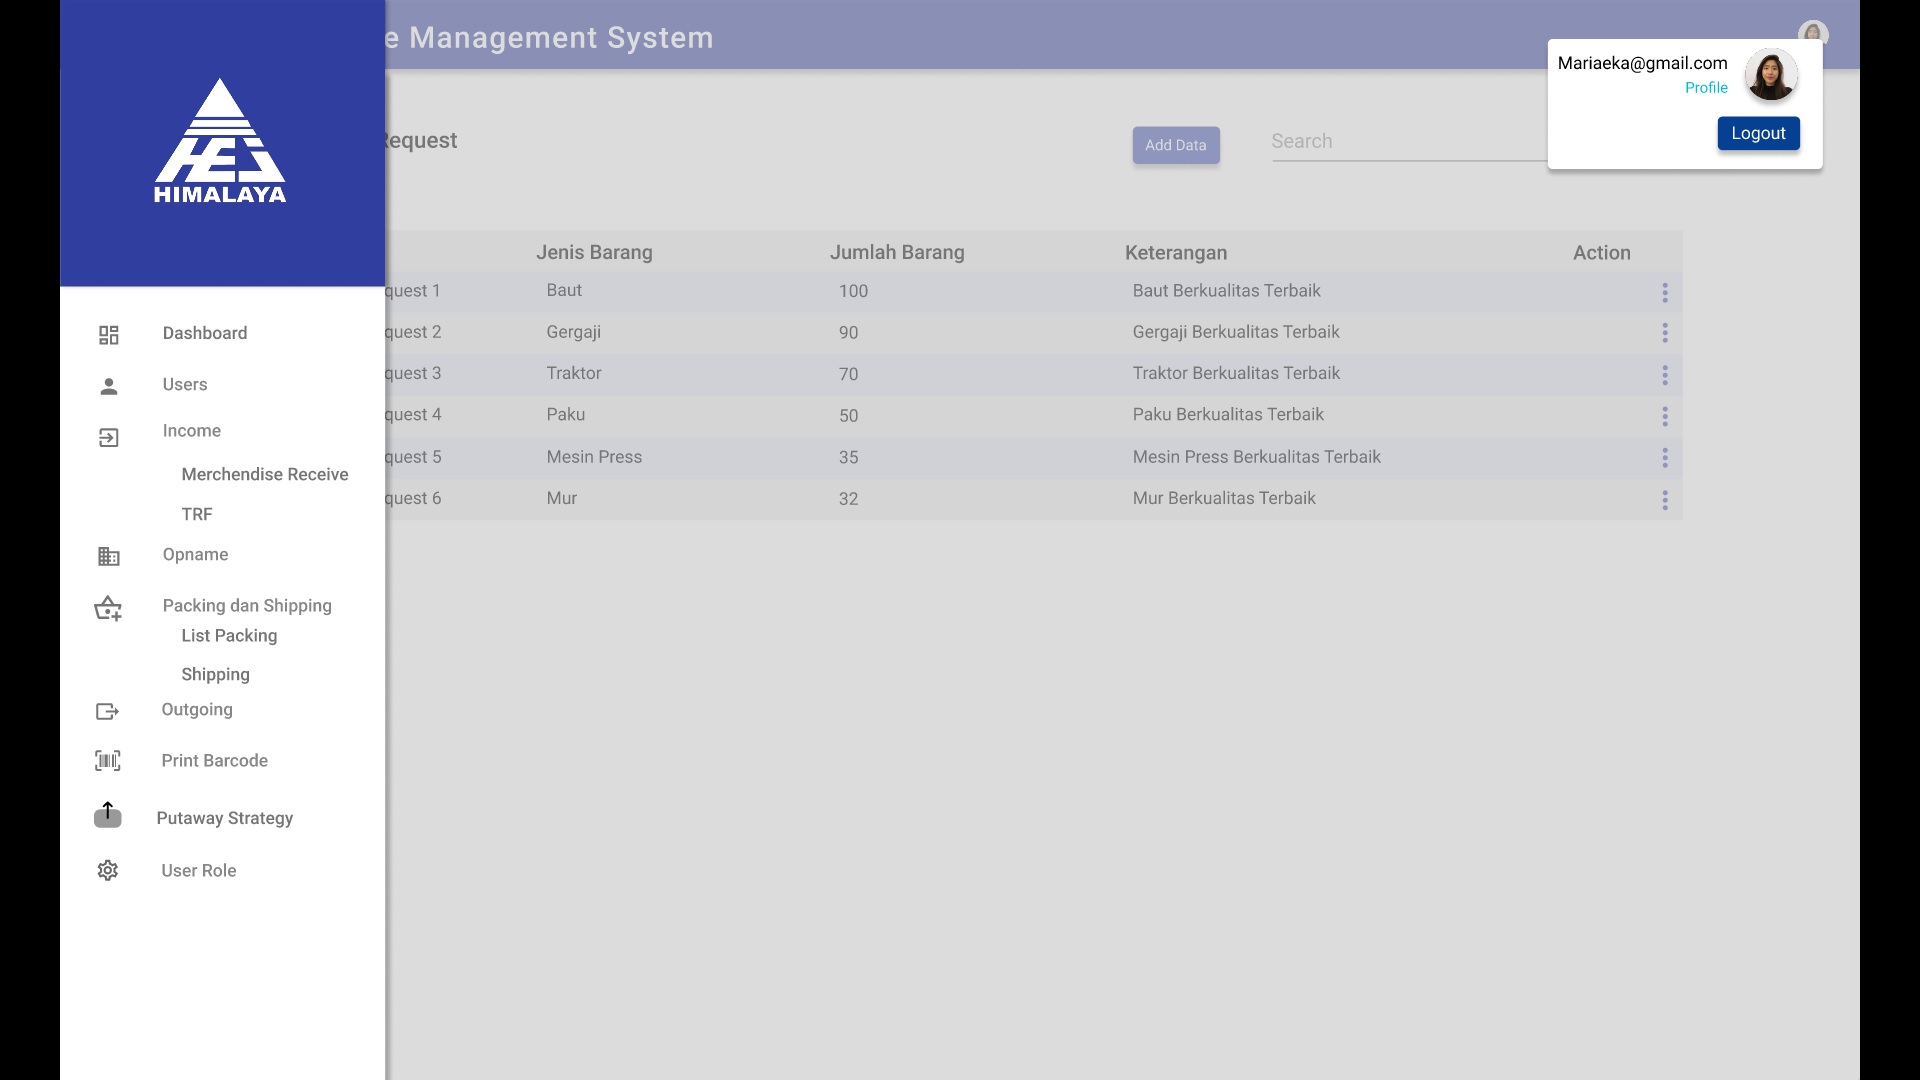 e Management System
Mariaeka@gmail.com
Profile
Logout
HIMALAYA
Request
Add Data
Search
Jenis Barang Jumlah Barang Keterangan Action
quest 1 Baut 100 Baut Berkualitas Terbaik
quest 2 Gergaji 90 Gergaji Berkualitas Terbaik
quest 3 Traktor 70 Traktor Berkualitas Terbaik
quest 4 Paku 50 Paku Berkualitas Terbaik
quest 5 Mesin Press 35 Mesin Press Berkualitas Terbaik
quest 6 Mur 32 Mur Berkualitas Terbaik
Dashboard
Users
Income
Merchendise Receive
TRF
Opname
Packing dan Shipping
List Packing
Shipping
Outgoing
Print Barcode
Putaway Strategy
User Role